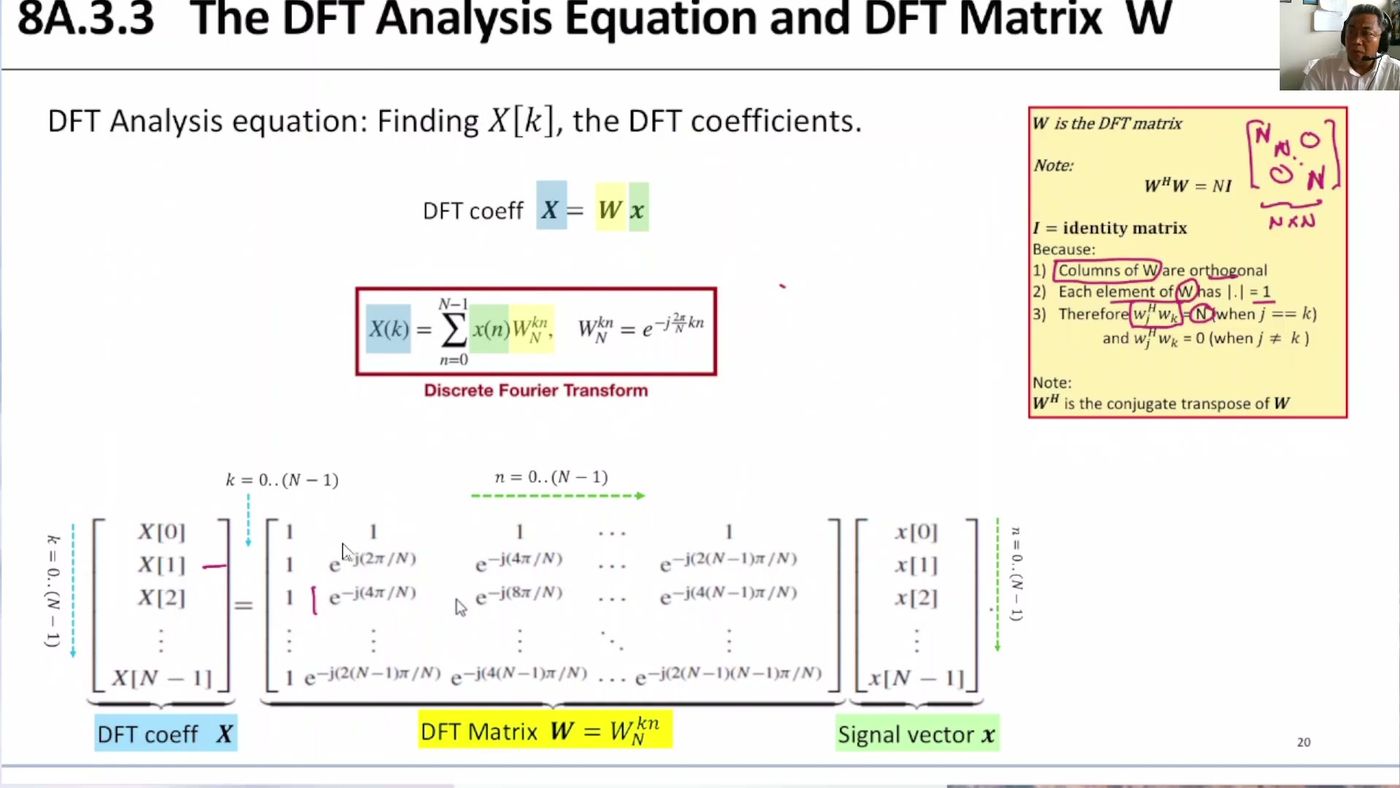 8A.3.3 The DFT Analysis Equation and DFT Matrix W
DFT Analysis equation: Finding X[k], the DFT coefficients.
DFT coeff X = W x
X(k) = ∑_{n=0}^{N−1} x(n)W_N^{kn}, W_N^{kn} = e^{−j\frac{2π}{N}kn}
Discrete Fourier Transform
W is the DFT matrix
Note:
W^H W = NI
[N N O ⋱ O N]
N×N
I = identity matrix
Because:
1) Columns of W are orthogonal
2) Each element of W has |.| = 1
3) Therefore w_j^H w_k = N (when j == k)
and w_j^H w_k = 0 (when j ≠ k )
Note:
W^H is the conjugate transpose of W
k = 0..(N − 1)
n = 0..(N − 1)
k = 0..(N − 1)
n = 0..(N − 1)
X[0] 1 1 1 ⋯ 1 x[0]
X[1] 1 e^{−j(2π/N)} e^{−j(4π/N)} … e^{−j(2(N−1)π/N)} x[1]
X[2] = 1 e^{−j(4π/N)} e^{−j(8π/N)} … e^{−j(4(N−1)π/N)} x[2] .
⋮ ⋮ ⋮ ⋮ ⋱ ⋮ ⋮
X[N − 1] 1 e^{−j(2(N−1)π/N)} e^{−j(4(N−1)π/N)} … e^{−j(2(N−1)(N−1)π/N)} x[N − 1]
DFT coeff X
DFT Matrix W = W_N^{kn}
Signal vector x
20